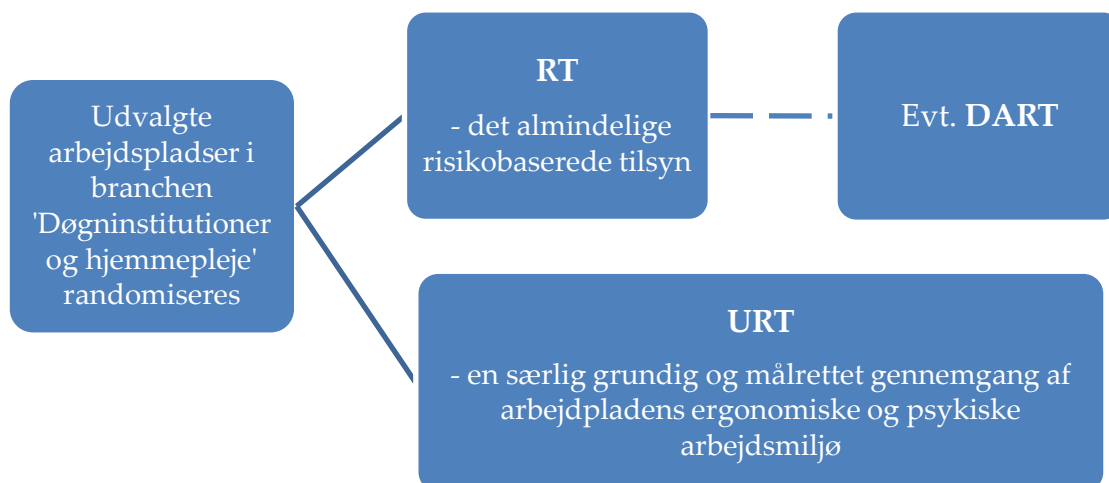 Udvalgte
arbejdspladser i
branchen
'Døgninstitutioner
og hjemmepleje'
randomiseres
RT
- det almindelige
risikobaserede tilsyn
Evt. DART
URT
- en særlig grundig og målrettet gennemgang af
arbejdpladens ergonomiske og psykiske
arbejdsmiljø